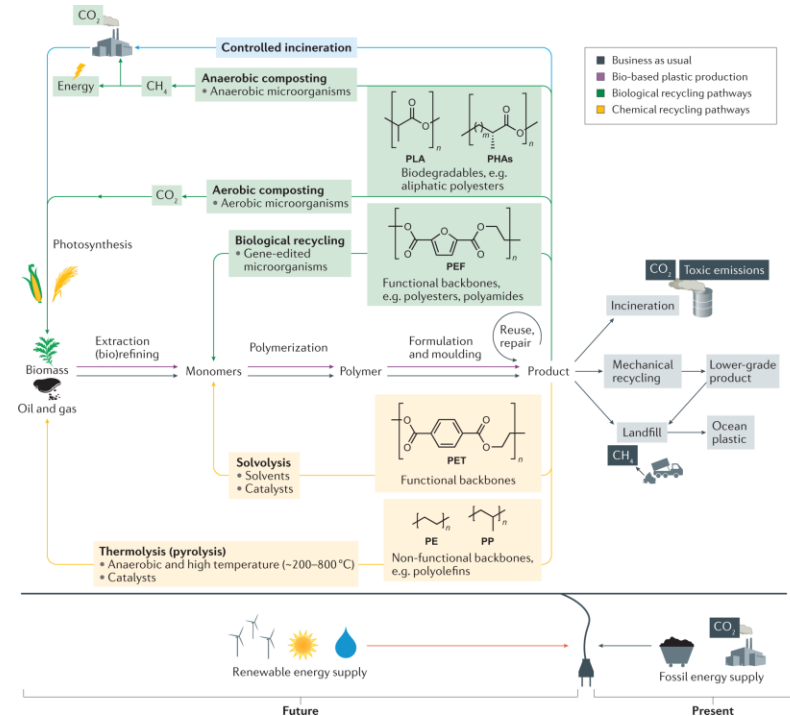 CO2
Controlled incineration
Anaerobic composting
• Anaerobic microorganisms
CH4
Energy
PLA
PHAs
Biodegradables, e.g.
aliphatic polyesters
Business as usual
Bio-based plastic production
Biological recycling pathways
Chemical recycling pathways
Aerobic composting
• Aerobic microorganisms
CO2
Photosynthesis
Biological recycling
• Gene-edited
microorganisms
O
O
O
O
O
n
PEF
Functional backbones,
e.g. polyesters, polyamides
CO2
Toxic emissions
Incineration
Reuse,
repair
Extraction
(bio)refining
Polymerization
Formulation
and moulding
Biomass
Monomers
Polymer
Product
Mechanical
recycling
Lower-grade
product
Oil and gas
Landfill
Ocean
plastic
CH4
O
O
O
O
n
PET
Functional backbones
Solvolysis
• Solvents
• Catalysts
n
n
PE
PP
Non-functional backbones,
e.g. polyolefins
Thermolysis (pyrolysis)
• Anaerobic and high temperature (~200–800 °C)
• Catalysts
O
O
n
m
O
O
n
Renewable energy supply
CO2
Fossil energy supply
Future
Present